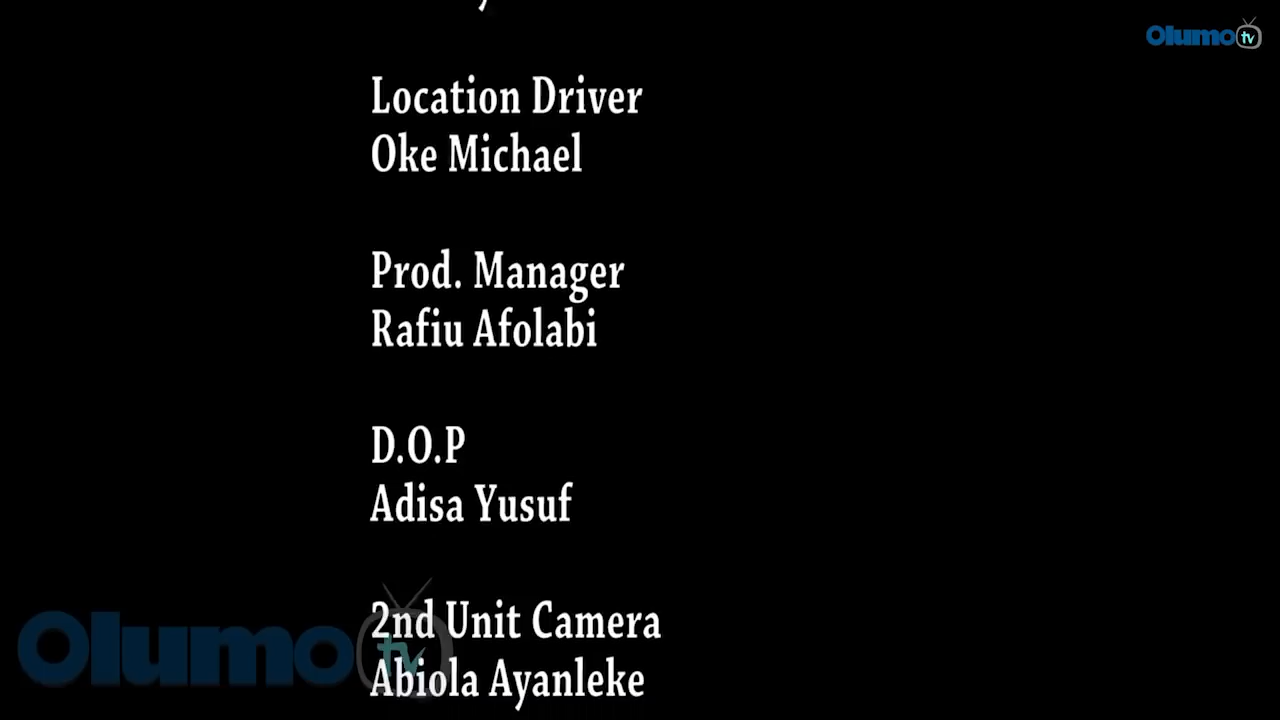 Olumo tv
Location Driver
Oke Michael
Prod. Manager
Rafiu Afolabi
D.O.P
Adisa Yusuf
2nd Unit Camera
Abiola Ayanleke
Olumo tv